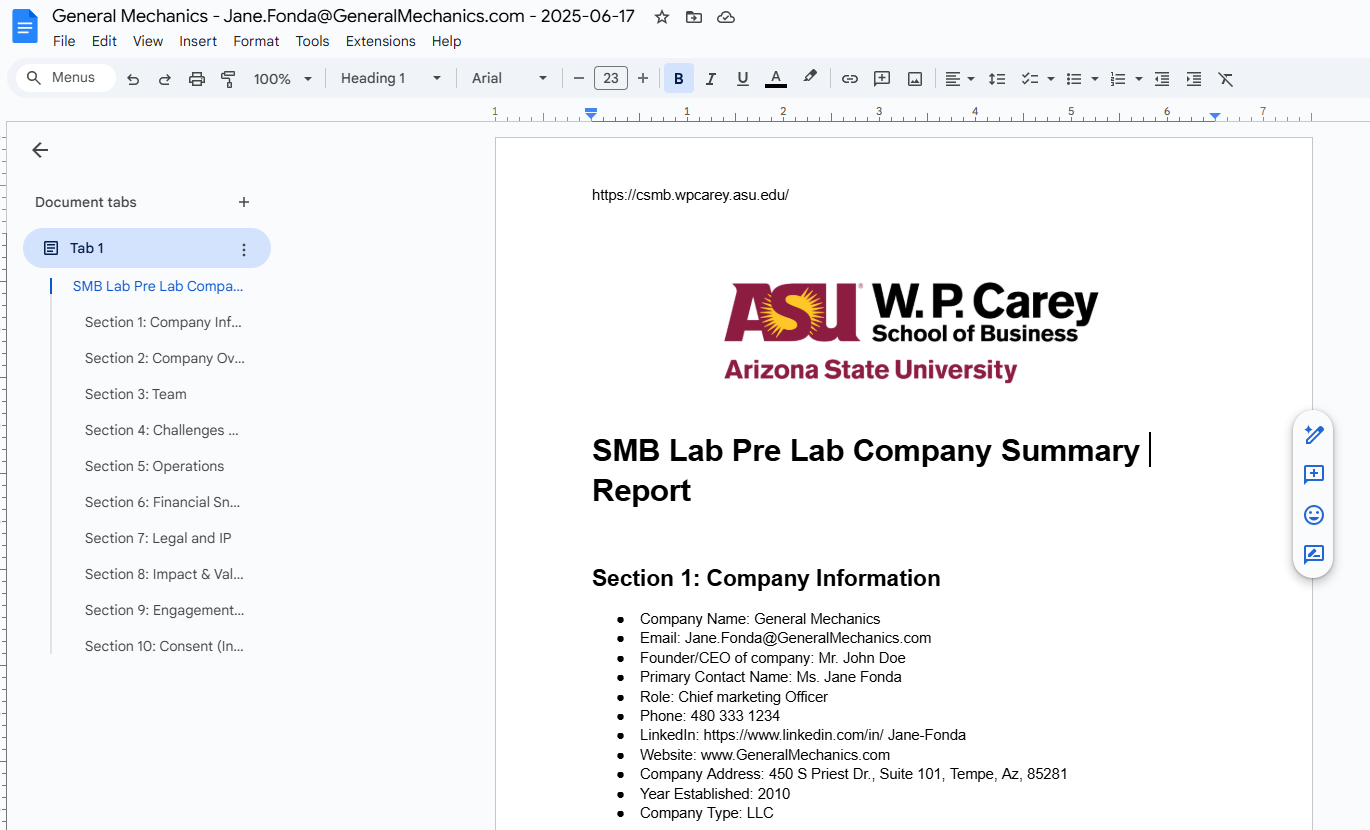 General Mechanics - Jane.Fonda@GeneralMechanics.com - 2025-06-17
File Edit View Insert Format Tools Extensions Help
Menus 100% Heading 1 Arial 23 B I U A
1 1 2 3 4 5 6 7
Document tabs
Tab 1
SMB Lab Pre Lab Compa...
Section 1: Company Inf...
Section 2: Company Ov...
Section 3: Team
Section 4: Challenges ...
Section 5: Operations
Section 6: Financial Sn...
Section 7: Legal and IP
Section 8: Impact & Val...
Section 9: Engagement...
Section 10: Consent (In...
https://csmb.wpcarey.asu.edu/
ASU® W. P. Carey
School of Business
Arizona State University
SMB Lab Pre Lab Company Summary
Report
Section 1: Company Information
● Company Name: General Mechanics
● Email: Jane.Fonda@GeneralMechanics.com
● Founder/CEO of company: Mr. John Doe
● Primary Contact Name: Ms. Jane Fonda
● Role: Chief marketing Officer
● Phone: 480 333 1234
● LinkedIn: https://www.linkedin.com/in/ Jane-Fonda
● Website: www.GeneralMechanics.com
● Company Address: 450 S Priest Dr., Suite 101, Tempe, Az, 85281
● Year Established: 2010
● Company Type: LLC